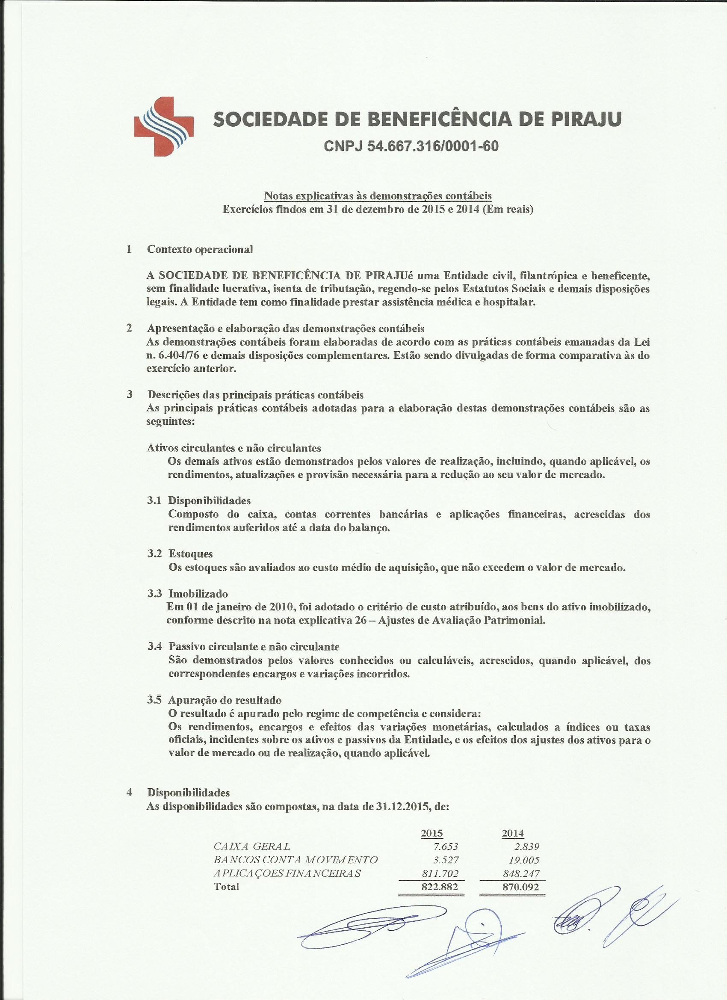 SOCIEDADE DE BENEFICÊNCIA DE PIRAJU
CNPJ 54.667.316/0001-60
Notas explicativas às demonstrações contábeis
Exercícios findos em 31 de dezembro de 2015 e 2014 (Em reais)
1 Contexto operacional
A SOCIEDADE DE BENEFICÊNCIA DE PIRAJUé uma Entidade civil, filantrópica e beneficente,
sem finalidade lucrativa, isenta de tributação, regendo-se pelos Estatutos Sociais e demais disposições
legais. A Entidade tem como finalidade prestar assistência médica e hospitalar.
2 Apresentação e elaboração das demonstrações contábeis
As demonstrações contábeis foram elaboradas de acordo com as práticas contábeis emanadas da Lei
n. 6.404/76 e demais disposições complementares. Estão sendo divulgadas de forma comparativa às do
exercício anterior.
3 Descrições das principais práticas contábeis
As principais práticas contábeis adotadas para a elaboração destas demonstrações contábeis são as
seguintes:
Ativos circulantes e não circulantes
Os demais ativos estão demonstrados pelos valores de realização, incluindo, quando aplicável, os
rendimentos, atualizações e provisão necessária para a redução ao seu valor de mercado.
3.1 Disponibilidades
Composto do caixa, contas correntes bancárias e aplicações financeiras, acrescidas dos
rendimentos auferidos até a data do balanço.
3.2 Estoques
Os estoques são avaliados ao custo médio de aquisição, que não excedem o valor de mercado.
3.3 Imobilizado
Em 01 de janeiro de 2010, foi adotado o critério de custo atribuído, aos bens do ativo imobilizado,
conforme descrito na nota explicativa 26 – Ajustes de Avaliação Patrimonial.
3.4 Passivo circulante e não circulante
São demonstrados pelos valores conhecidos ou calculáveis, acrescidos, quando aplicável, dos
correspondentes encargos e variações incorridos.
3.5 Apuração do resultado
O resultado é apurado pelo regime de competência e considera:
Os rendimentos, encargos e efeitos das variações monetárias, calculados a índices ou taxas
oficiais, incidentes sobre os ativos e passivos da Entidade, e os efeitos dos ajustes dos ativos para o
valor de mercado ou de realização, quando aplicável.
4 Disponibilidades
As disponibilidades são compostas, na data de 31.12.2015, de:
2015 2014
CAIXA GERAL 7.653 2.839
BANCOS CONTA MOVIMENTO 3.527 19.005
APLICAÇOES FINANCEIRAS 811.702 848.247
Total 822.882 870.092